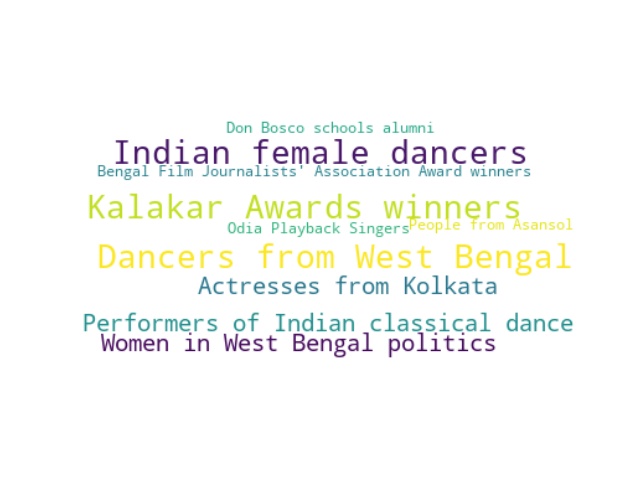 Don Bosco schools alumni
Indian female dancers
Bengal Film Journalists' Association Award winners
Kalakar Awards winners
People from Asansol
Odia Playback Singers
Dancers from West Bengal
Actresses from Kolkata
Performers of Indian classical dance
Women in West Bengal politics